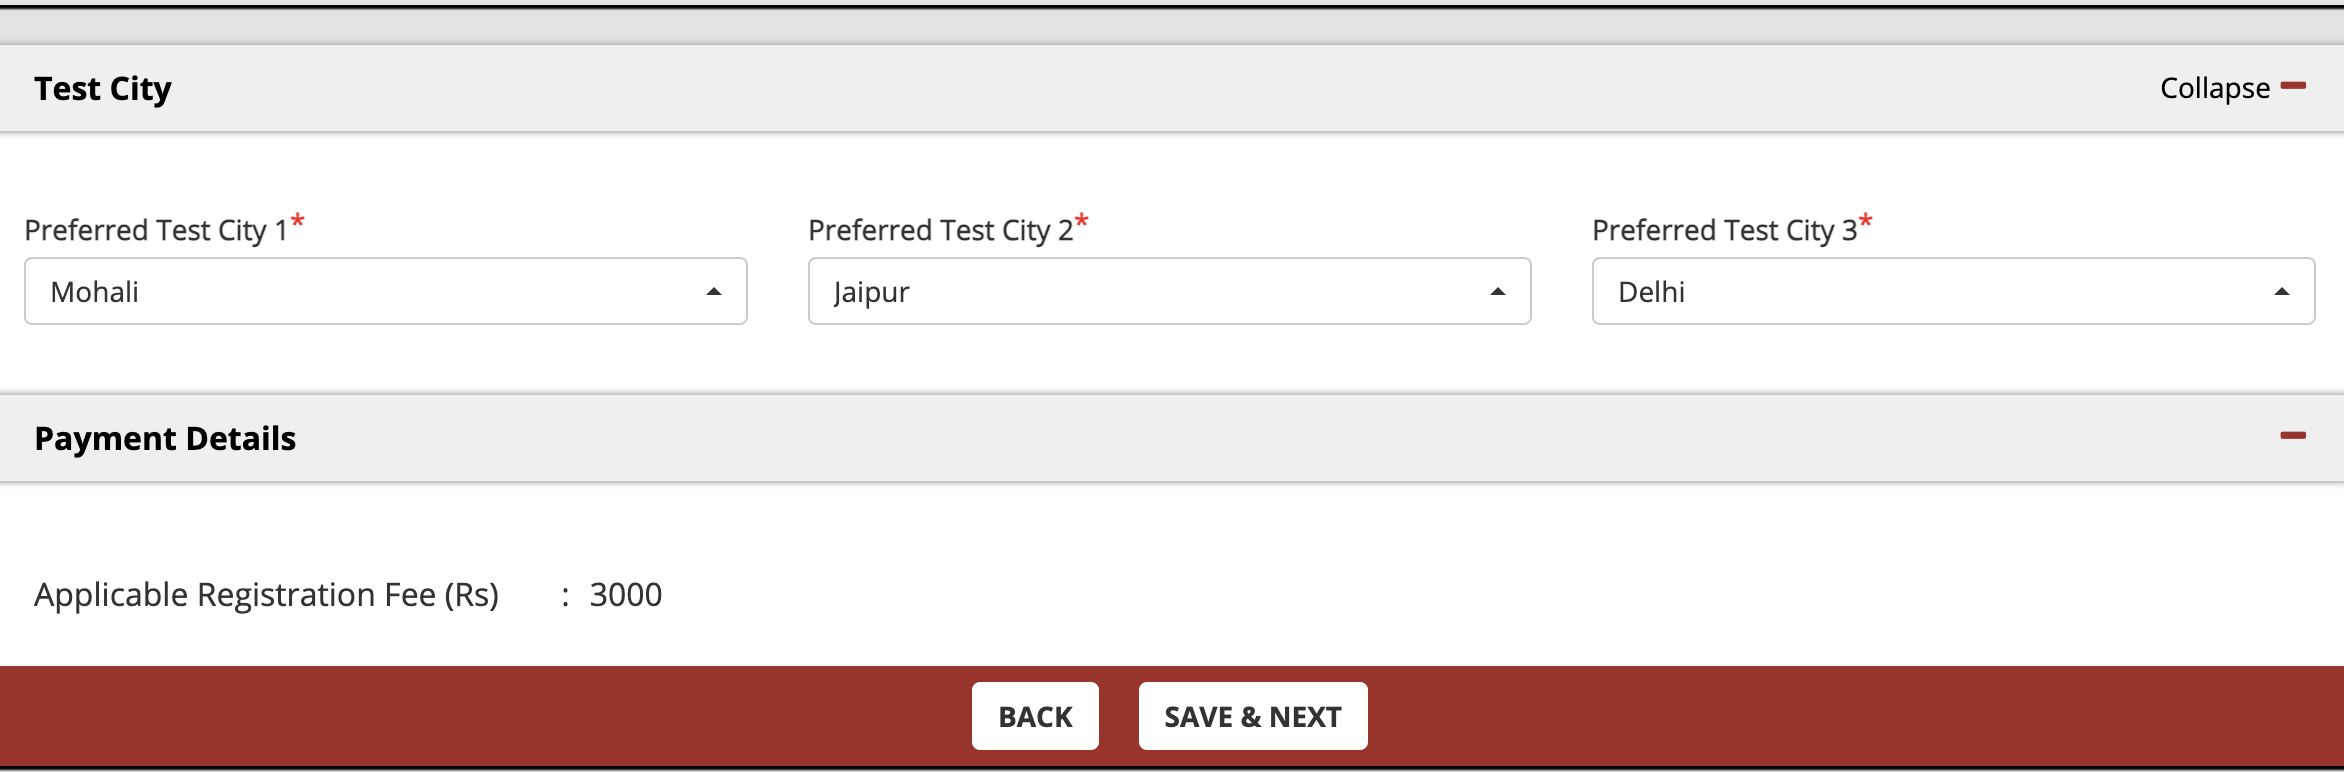 Test City Collapse
Preferred Test City 1* Preferred Test City 2* Preferred Test City 3*
Mohali Jaipur Delhi
Payment Details
Applicable Registration Fee (Rs) : 3000
BACK SAVE & NEXT